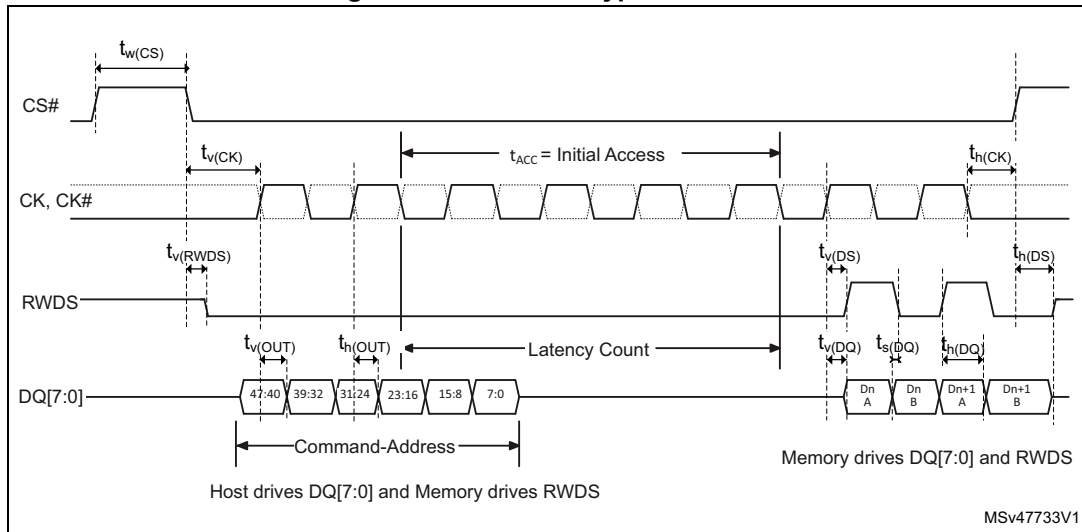 tw(CS)
CS#
tv(CK)
tACC = Initial Access
th(CK)
CK, CK#
tv(RWDS)
tv(DS)
th(DS)
RWDS
tv(OUT)
th(OUT)
Latency Count
tv(DQ)
ts(DQ)
th(DQ)
DQ[7:0]
47:40 39:32 31:24 23:16 15:8 7:0
Dn A
Dn B
Dn+1 A
Dn+1 B
Command-Address
Memory drives DQ[7:0] and RWDS
Host drives DQ[7:0] and Memory drives RWDS
MSv47733V1